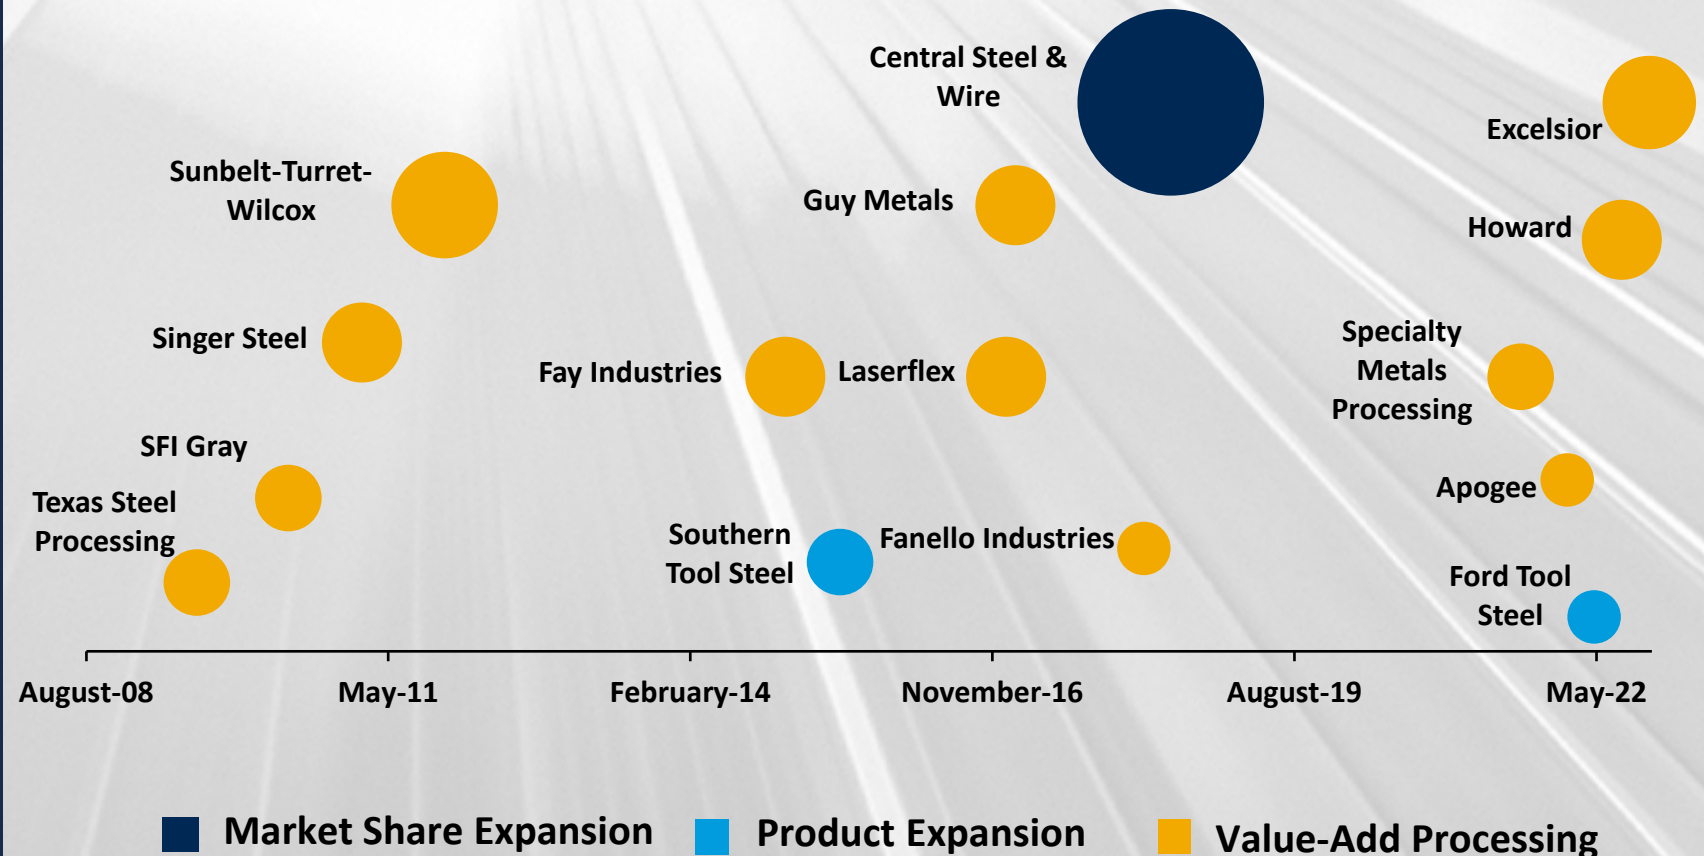 Central Steel &
Wire
Excelsior
Sunbelt-Turret-
Wilcox
Guy Metals
Howard
Singer Steel
Fay Industries
Laserflex
Specialty
Metals
Processing
SFI Gray
Texas Steel
Processing
Apogee
Southern
Tool Steel
Fanello Industries
Ford Tool
Steel
August-08
May-11
February-14
November-16
August-19
May-22
Market Share Expansion
Product Expansion
Value-Add Processing